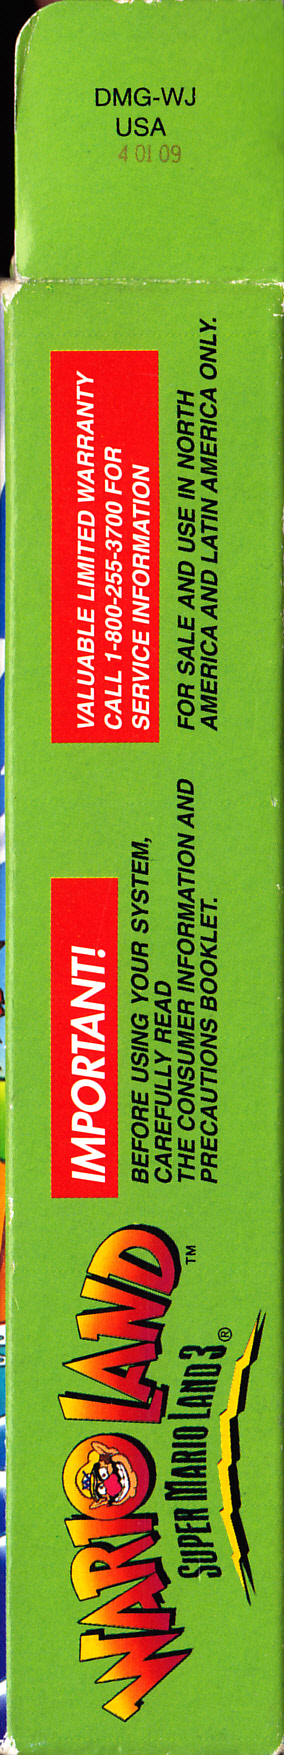 DMG-WJ
USA
4 01 09
VALUABLE LIMITED WARRANTY
CALL 1-800-255-3700 FOR
SERVICE INFORMATION
FOR SALE AND USE IN NORTH
AMERICA AND LATIN AMERICA ONLY.
IMPORTANT!
BEFORE USING YOUR SYSTEM,
CAREFULLY READ
THE CONSUMER INFORMATION AND
PRECAUTIONS BOOKLET.
WARIO LAND™
SUPER MARIO LAND 3®